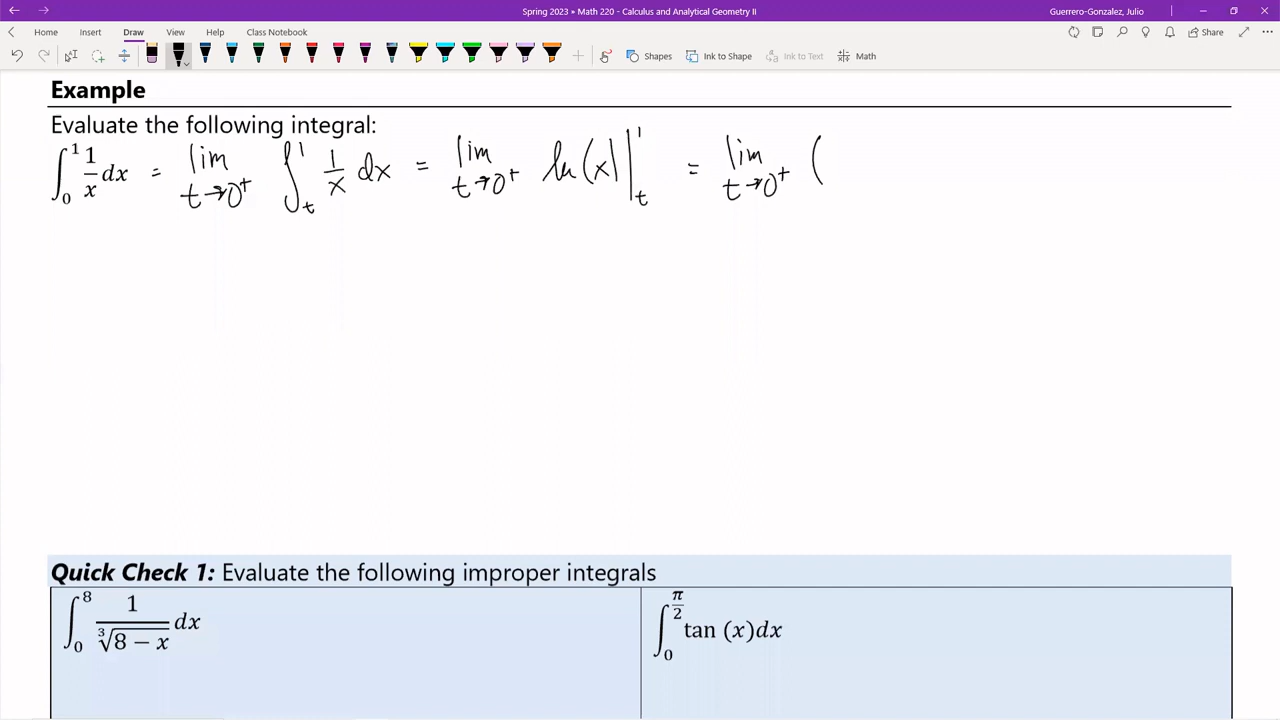 Spring 2023 » Math 220 - Calculus and Analytical Geometry II
Guerrero-Gonzalez, Julio
Home Insert Draw View Help Class Notebook
Share
Shapes Ink to Shape Ink to Text Math
Example
Evaluate the following integral:
∫₀¹ 1/x dx = lim t→0⁺ ∫ₜ¹ 1/x dx = lim t→0⁺ ln(x)|ₜ¹ = lim t→0⁺ (
Quick Check 1: Evaluate the following improper integrals
∫₀⁸ 1/∛(8 − x) dx
∫₀^(π/2) tan (x)dx